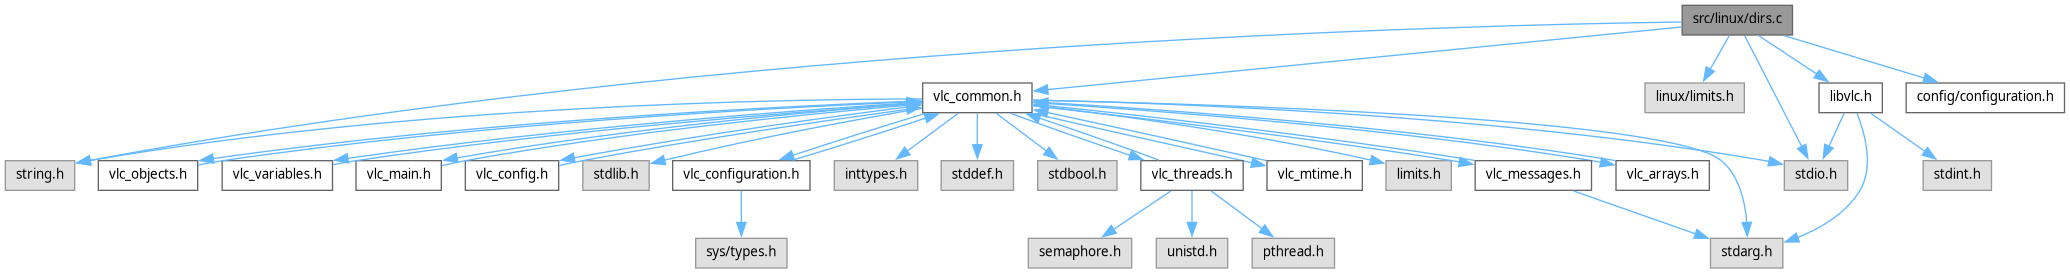 src/linux/dirs.c
vlc_common.h
linux/limits.h
libvlc.h
config/configuration.h
string.h
vlc_objects.h
vlc_variables.h
vlc_main.h
vlc_config.h
stdlib.h
vlc_configuration.h
inttypes.h
stddef.h
stdbool.h
vlc_threads.h
vlc_mtime.h
limits.h
vlc_messages.h
vlc_arrays.h
stdio.h
stdint.h
sys/types.h
semaphore.h
unistd.h
pthread.h
stdarg.h